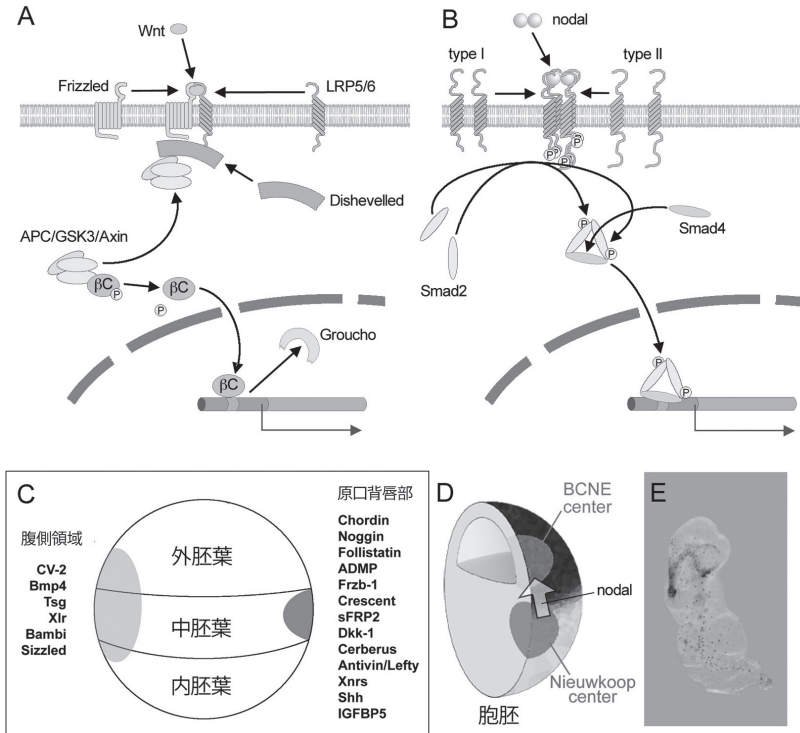 A
Wnt
Frizzled
LRP5/6
Dishevelled
APC/GSK3/Axin
βC
P
βC
P
Groucho
βC
B
nodal
type I
type II
P
P
P
P
Smad4
P
Smad2
P
P
C
腹側領域
CV-2
Bmp4
Tsg
Xlr
Bambi
Sizzled
外胚葉
中胚葉
内胚葉
原口背唇部
Chordin
Noggin
Follistatin
ADMP
Frzb-1
Crescent
sFRP2
Dkk-1
Cerberus
Antivin/Lefty
Xnrs
Shh
IGFBP5
D
BCNE
center
nodal
Nieuwkoop
center
胞胚
E